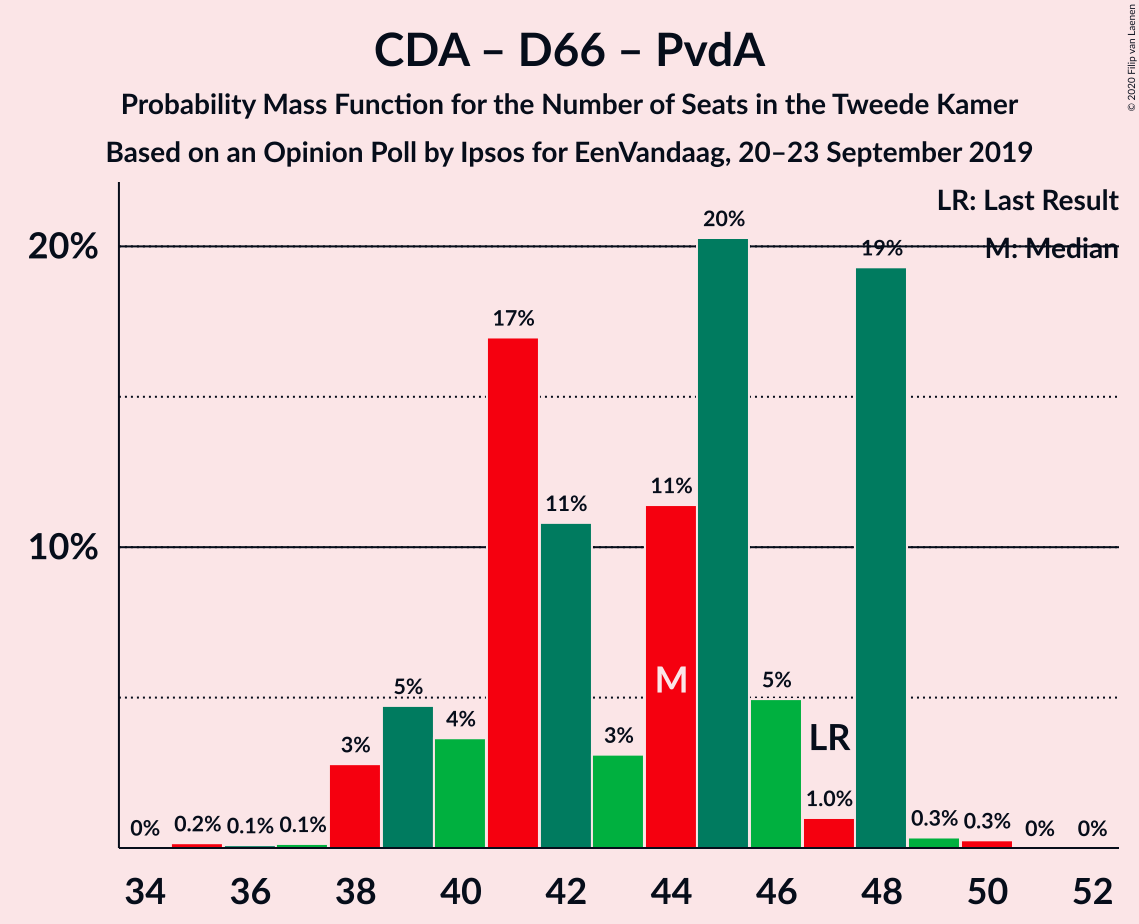 CDA – D66 – PvdA
Probability Mass Function for the Number of Seats in the Tweede Kamer
Based on an Opinion Poll by Ipsos for EenVandaag, 20–23 September 2019
© 2020 Filip van Laenen
LR: Last Result
M: Median
20%
10%
0%
0.2%
0.1%
0.1%
3%
5%
4%
17%
11%
3%
11%
M
20%
5%
LR
1.0%
19%
0.3%
0.3%
0%
0%
34 36 38 40 42 44 46 48 50 52